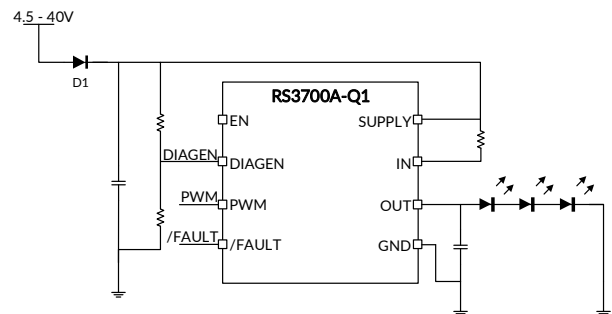 4.5 - 40V
D1
RS3700A-Q1
EN
SUPPLY
DIAGEN
DIAGEN
IN
PWM
PWM
OUT
/FAULT
/FAULT
GND